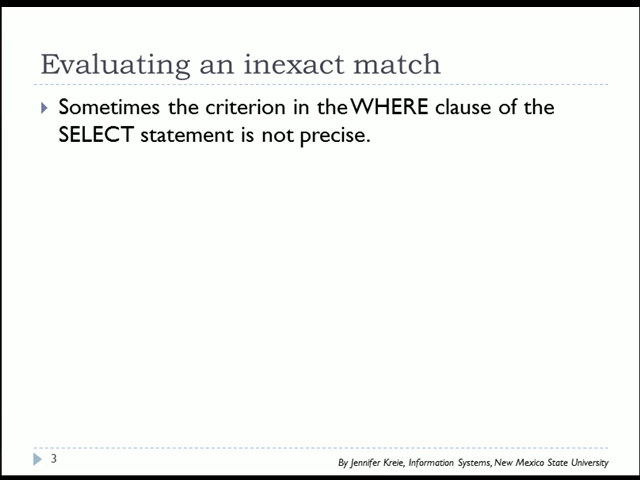 Evaluating an inexact match
Sometimes the criterion in the WHERE clause of the
SELECT statement is not precise.
3
By Jennifer Kreie, Information Systems, New Mexico State University